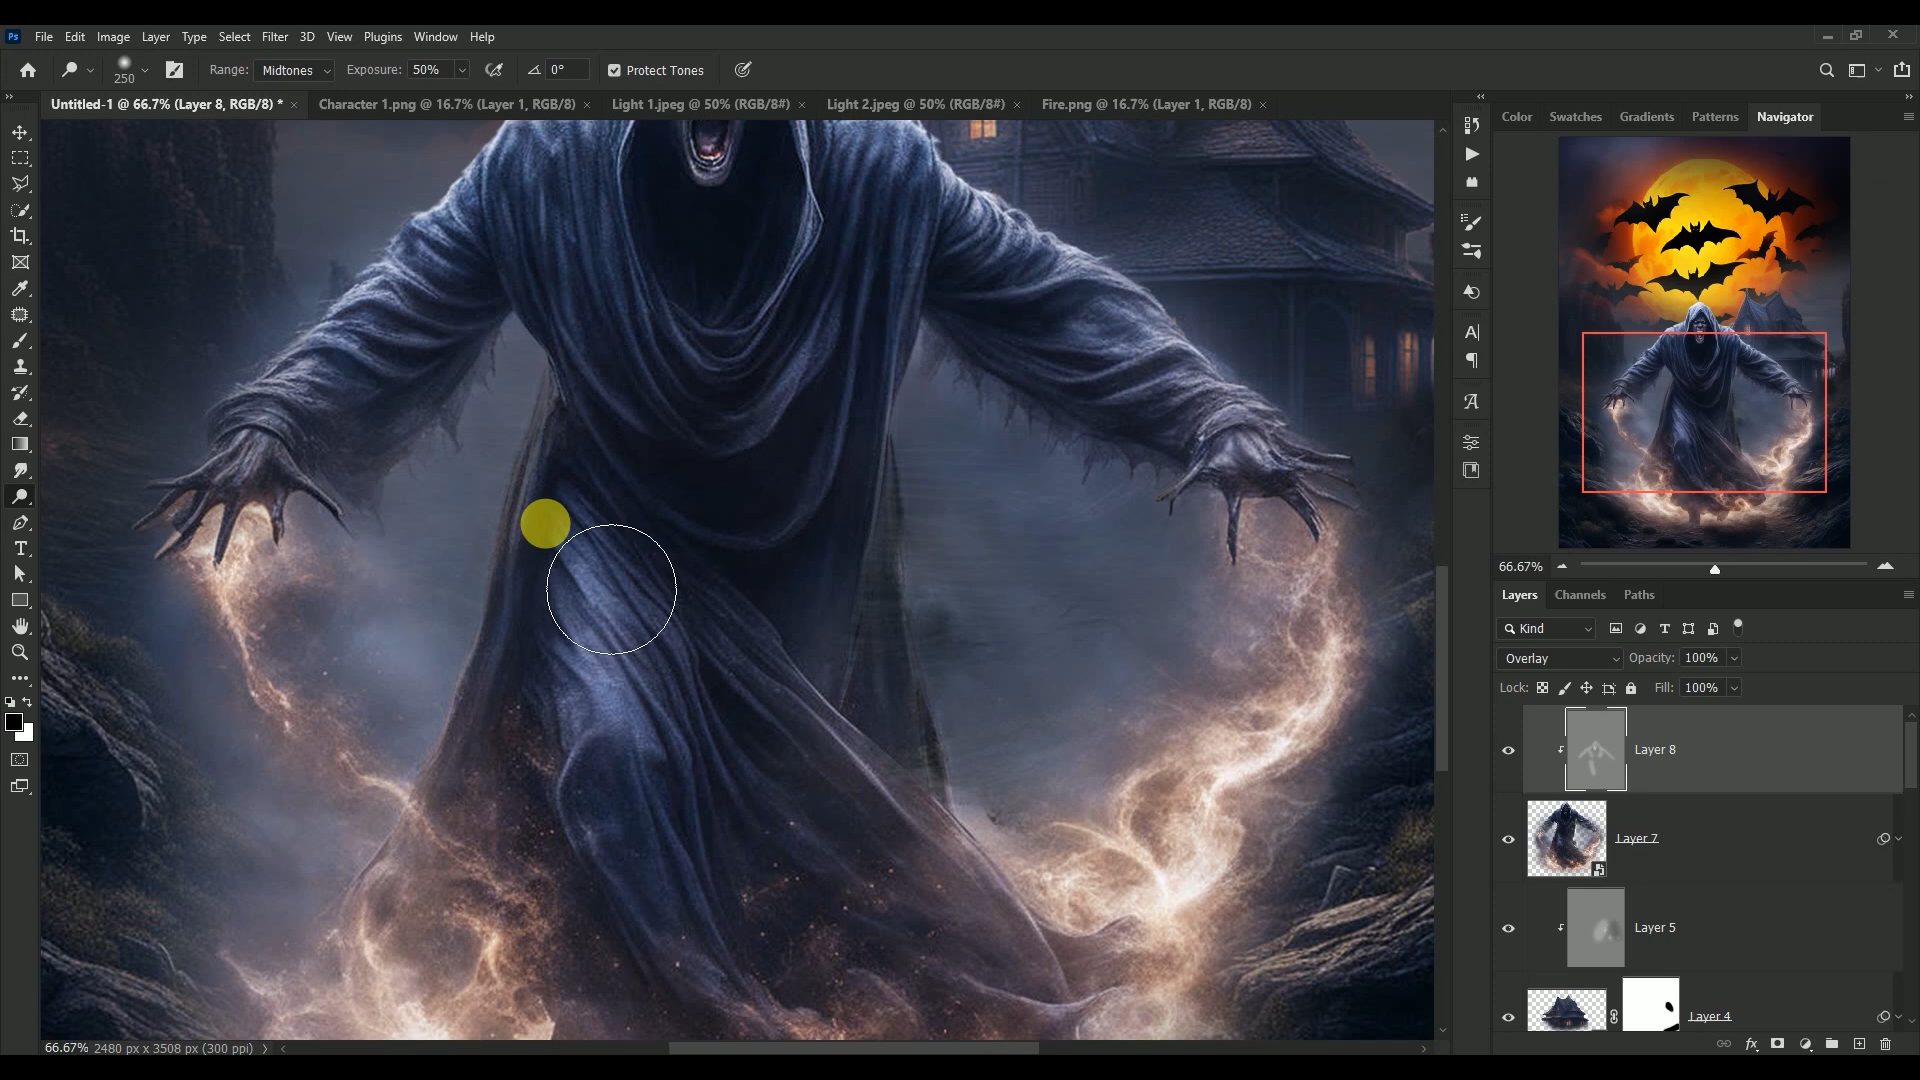 Ps File Edit Image Layer Type Select Filter 3D View Plugins Window Help
250 Range: Midtones Exposure: 50% 0° Protect Tones
Untitled-1 @ 66.7% (Layer 8, RGB/8) * × Character 1.png @ 16.7% (Layer 1, RGB/8) × Light 1.jpeg @ 50% (RGB/8#) × Light 2.jpeg @ 50% (RGB/8#) × Fire.png @ 16.7% (Layer 1, RGB/8) ×
Color Swatches Gradients Patterns Navigator
66.67%
Layers Channels Paths
Kind
Overlay Opacity: 100%
Lock: Fill: 100%
Layer 8
Layer 7
Layer 5
Layer 4
66.67% 2480 px x 3508 px (300 ppi)